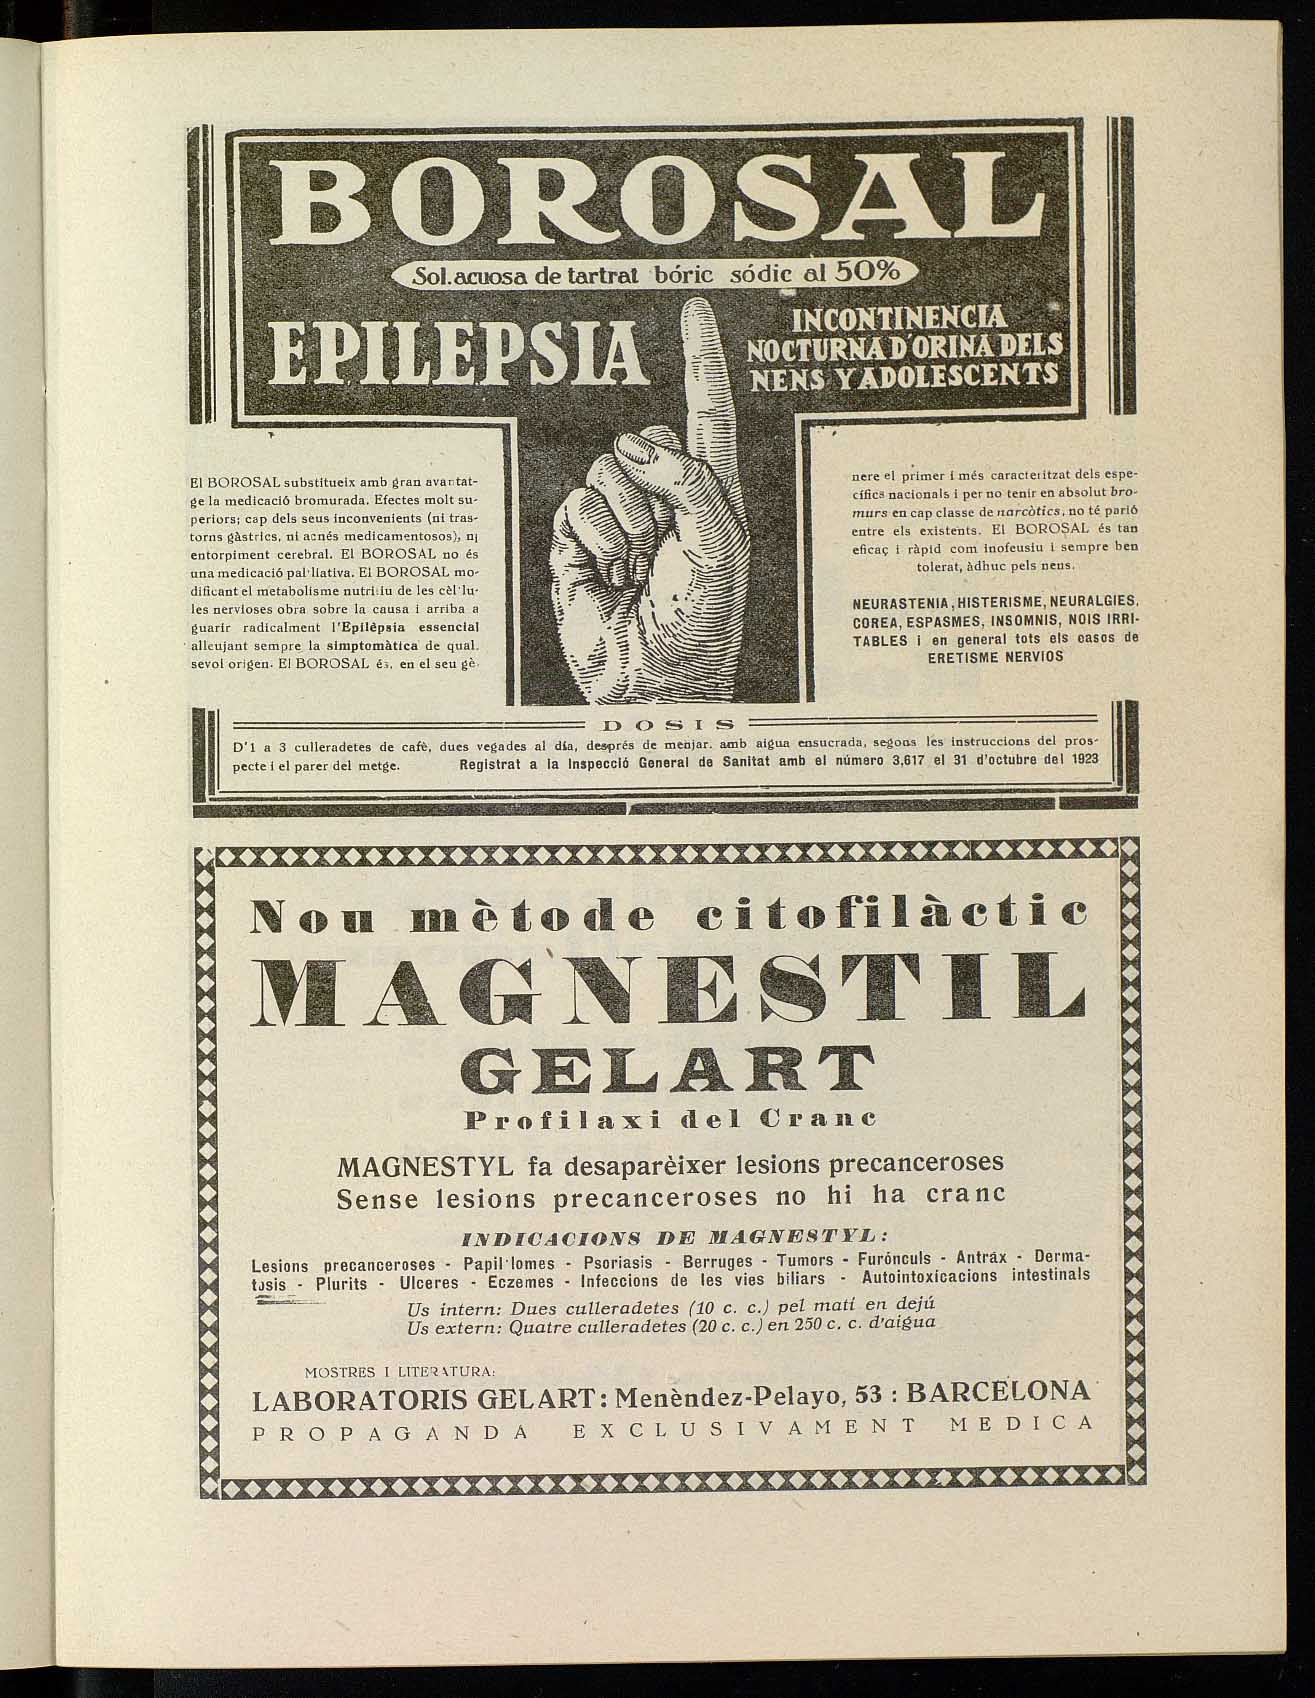 BOROSAL
Sol. acuosa de tartrat bóric sódic al 50%
EPILEPSIA
INCONTINENCIA
NOCTURNA D'ORINA DELS
NENS Y ADOLESCENTS
El BOROSAL substitueix amb gran avantat-
ge la medicació bromurada. Efectes molt su-
periors; cap dels seus inconvenients (ni tras-
torns gàstrics, ni acnés medicamentosos), ni
entorpiment cerebral. El BOROSAL no és
una medicació pal·liativa. El BOROSAL mo-
dificant el metabolisme nutritiu de les cèl·lu-
les nervioses obra sobre la causa i arriba a
guarir radicalment l'Epilèpsia essencial
alleujant sempre la simptomàtica de qual.
sevol origen. El BOROSAL és, en el seu gè-
nere el primer i més caracteritzat dels espe-
cífics nacionals i per no tenir en absolut bro-
murs en cap classe de narcòtics, no té parió
entre els existents. El BOROSAL és tan
eficaç i ràpid com inofeusiu i sempre ben
tolerat, àdhuc pels nens.
NEURASTENIA, HISTERISME, NEURALGIES,
COREA, ESPASMES, INSOMNIS, NOIS IRRI-
TABLES i en general tots els casos de
ERETISME NERVIOS
DOSIS
D'1 a 3 culleradetes de cafè, dues vegades al dia, després de menjar, amb aigua ensucrada, segons les instruccions del pros-
pecte i el parer del metge. Registrat a la Inspecció General de Sanitat amb el número 3,617 el 31 d'octubre del 1923
Nou mètode citofilàctic
MAGNESTIL
GELART
Profilaxi del Cranc
MAGNESTYL fa desaparèixer lesions precanceroses
Sense lesions precanceroses no hi ha cranc
INDICACIONS DE MAGNESTYL:
Lesions precanceroses - Papil·lomes - Psoriasis - Berruges - Tumors - Furónculs - Antráx - Derma-
tosis - Plurits - Ulceres - Eczemes - Infeccions de les vies biliars - Autointoxicacions intestinals
Us intern: Dues culleradetes (10 c. c.) pel matí en dejú
Us extern: Quatre culleradetes (20 c. c.) en 250 c. c. d'aigua
MOSTRES I LITERATURA:
LABORATORIS GELART: Menèndez-Pelayo, 53 : BARCELONA
PROPAGANDA EXCLUSIVAMENT MEDICA